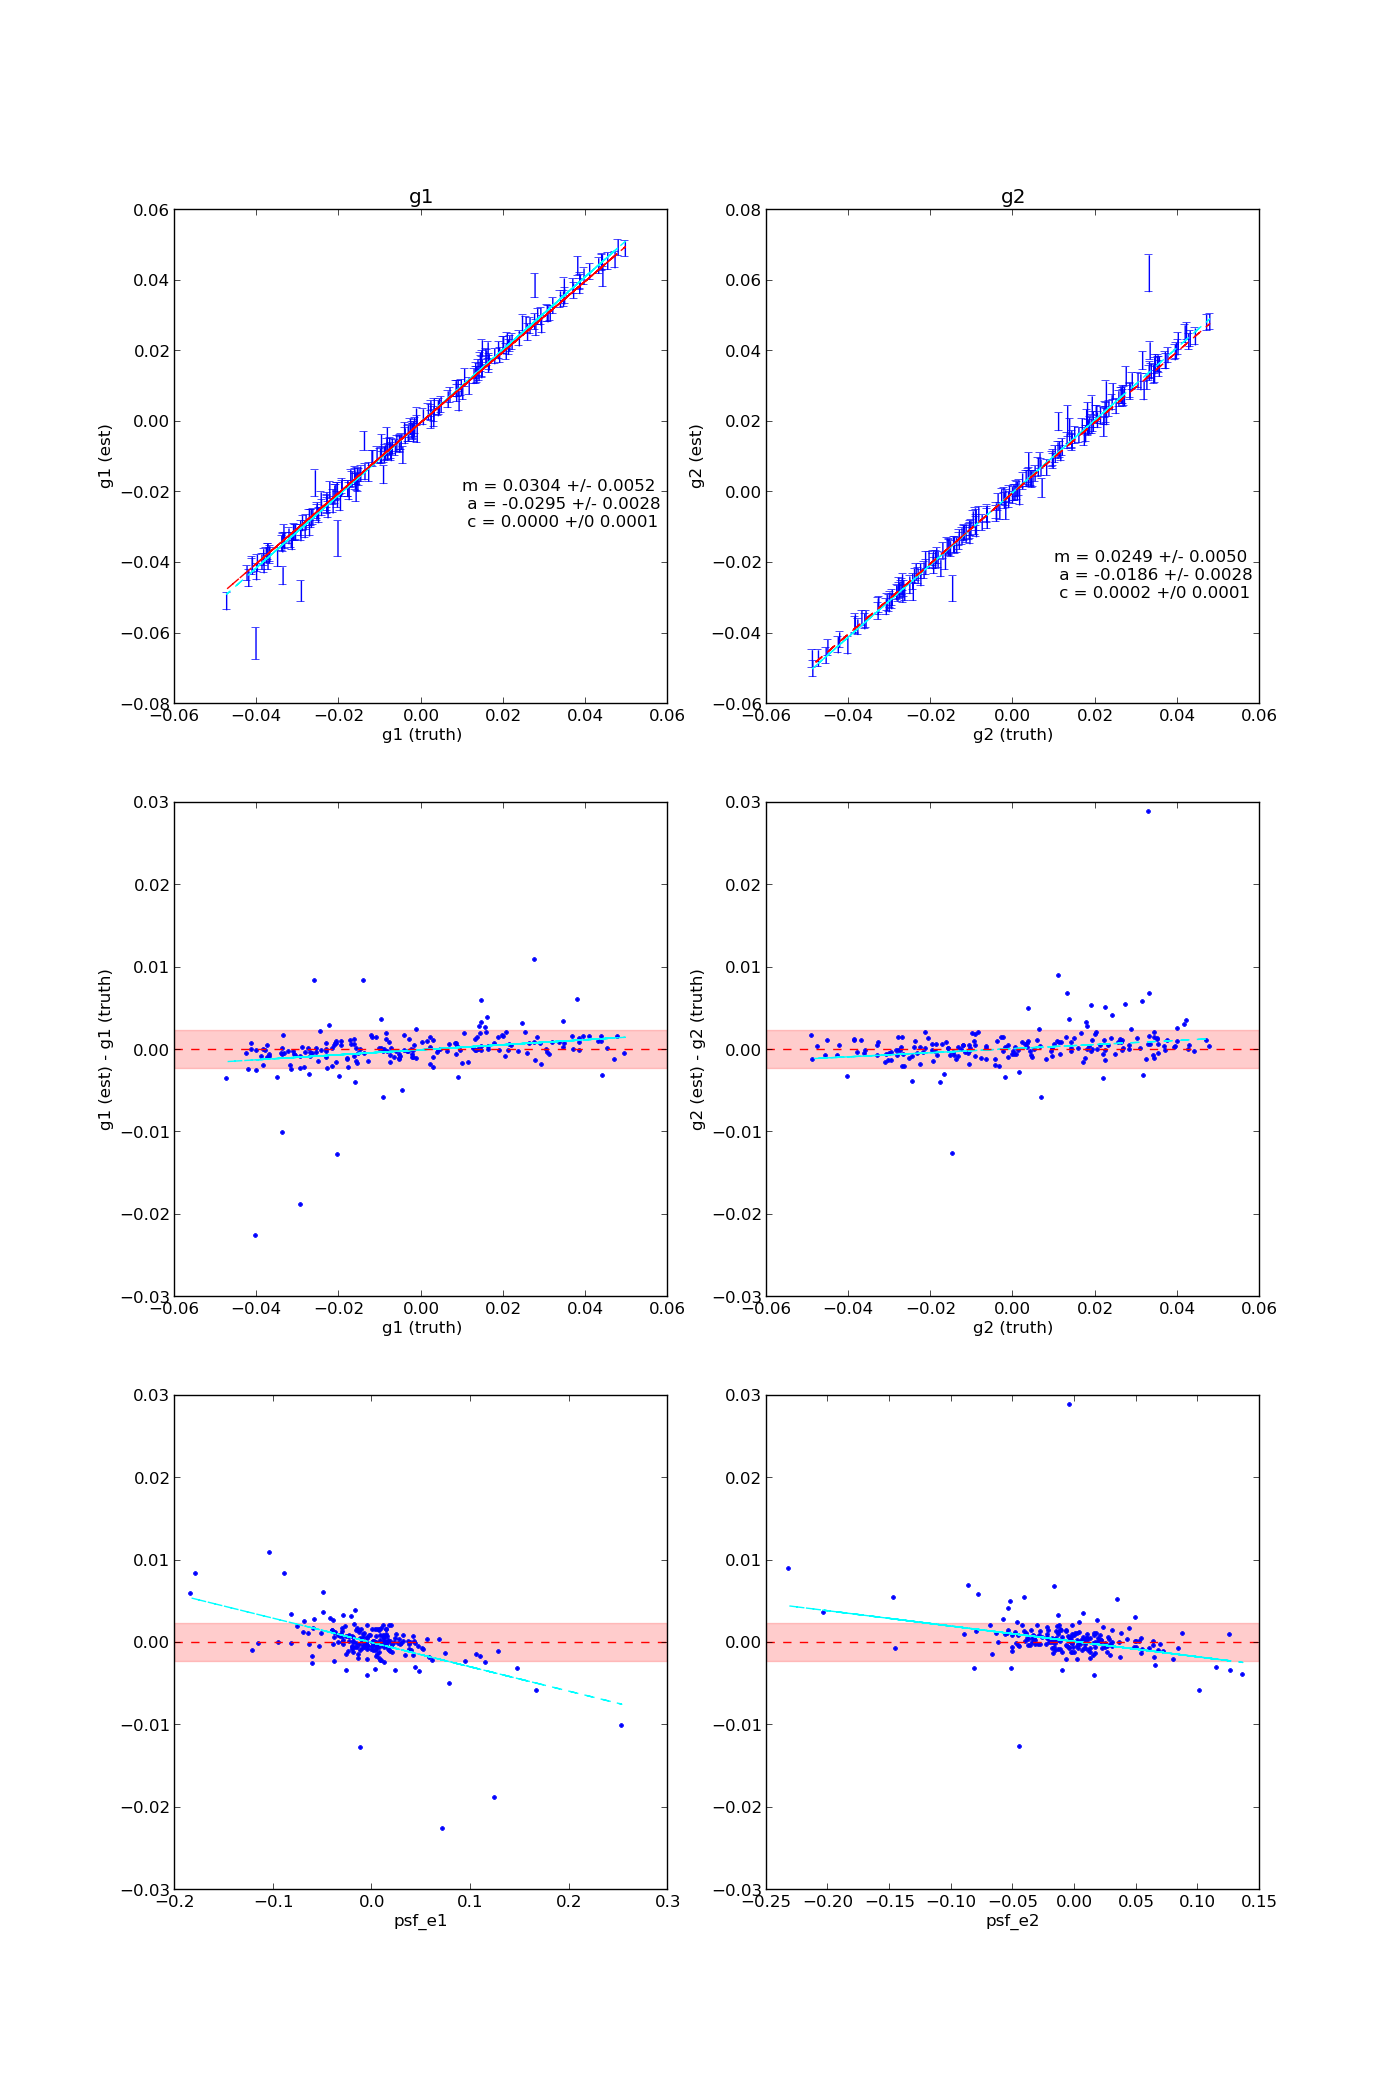 g1
0.06
0.04
0.02
0.00
−0.02
−0.04
−0.06
−0.08
g1 (est)
m = 0.0304 +/- 0.0052
a = -0.0295 +/- 0.0028
c = 0.0000 +/0 0.0001
−0.06 −0.04 −0.02 0.00 0.02 0.04 0.06
g1 (truth)
g2
0.08
0.06
0.04
0.02
0.00
−0.02
−0.04
−0.06
g2 (est)
m = 0.0249 +/- 0.0050
a = -0.0186 +/- 0.0028
c = 0.0002 +/0 0.0001
−0.06 −0.04 −0.02 0.00 0.02 0.04 0.06
g2 (truth)
0.03
0.02
0.01
0.00
−0.01
−0.02
−0.03
g1 (est) - g1 (truth)
−0.06 −0.04 −0.02 0.00 0.02 0.04 0.06
g1 (truth)
0.03
0.02
0.01
0.00
−0.01
−0.02
−0.03
g2 (est) - g2 (truth)
−0.06 −0.04 −0.02 0.00 0.02 0.04 0.06
g2 (truth)
0.03
0.02
0.01
0.00
−0.01
−0.02
−0.03
−0.2 −0.1 0.0 0.1 0.2 0.3
psf_e1
0.03
0.02
0.01
0.00
−0.01
−0.02
−0.03
−0.25 −0.20 −0.15 −0.10 −0.05 0.00 0.05 0.10 0.15
psf_e2